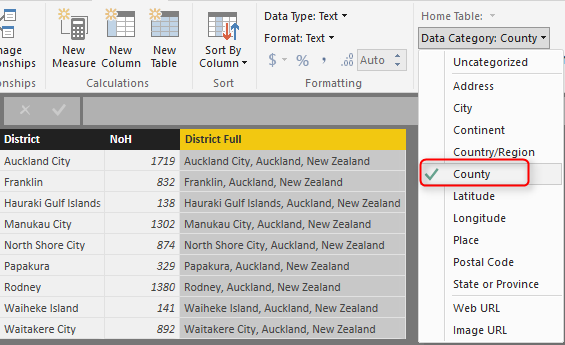 Data Type: Text
Home Table:
anage
onships
New Measure
New Column
New Table
Sort By Column
Format: Text
$ % , .00 Auto
Data Category: County
Calculations
Sort
Formatting
Uncategorized
Address
City
Continent
Country/Region
County
Latitude
Longitude
Place
Postal Code
State or Province
Web URL
Image URL
District NoH District Full
Auckland City 1719 Auckland City, Auckland, New Zealand
Franklin 832 Franklin, Auckland, New Zealand
Hauraki Gulf Islands 138 Hauraki Gulf Islands, Auckland, New Zealand
Manukau City 1302 Manukau City, Auckland, New Zealand
North Shore City 874 North Shore City, Auckland, New Zealand
Papakura 329 Papakura, Auckland, New Zealand
Rodney 1380 Rodney, Auckland, New Zealand
Waiheke Island 141 Waiheke Island, Auckland, New Zealand
Waitakere City 892 Waitakere City, Auckland, New Zealand